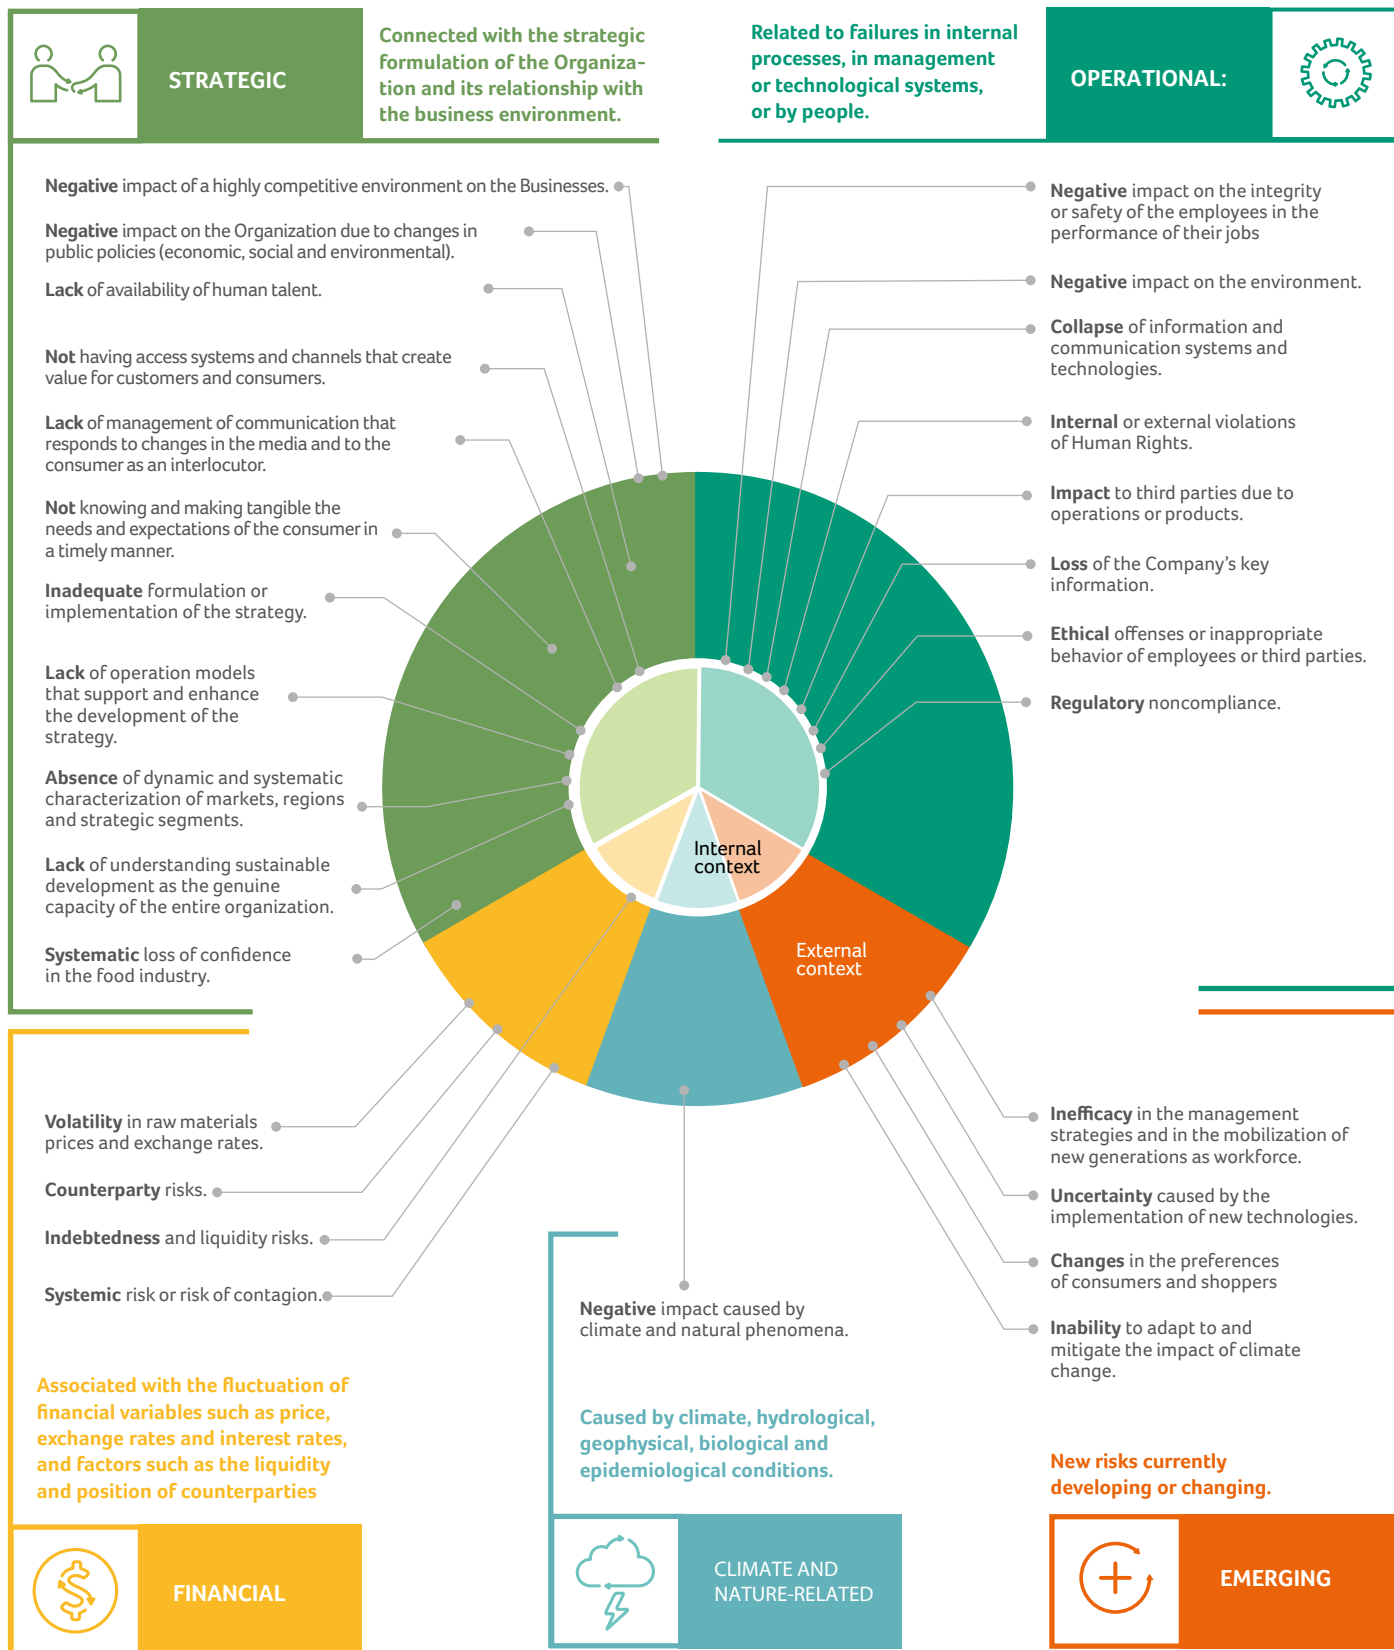 STRATEGIC
Connected with the strategic
formulation of the Organiza-
tion and its relationship with
the business environment.
Related to failures in internal
processes, in management
or technological systems,
or by people.
OPERATIONAL:
Negative impact of a highly competitive environment on the Businesses.
Negative impact on the Organization due to changes in
public policies (economic, social and environmental).
Lack of availability of human talent.
Not having access systems and channels that create
value for customers and consumers.
Lack of management of communication that
responds to changes in the media and to the
consumer as an interlocutor.
Not knowing and making tangible the
needs and expectations of the consumer in
a timely manner.
Inadequate formulation or
implementation of the strategy.
Lack of operation models
that support and enhance
the development of the
strategy.
Absence of dynamic and systematic
characterization of markets, regions
and strategic segments.
Lack of understanding sustainable
development as the genuine
capacity of the entire organization.
Systematic loss of confidence
in the food industry.
Negative impact on the integrity
or safety of the employees in the
performance of their jobs
Negative impact on the environment.
Collapse of information and
communication systems and
technologies.
Internal or external violations
of Human Rights.
Impact to third parties due to
operations or products.
Loss of the Company's key
information.
Ethical offenses or inappropriate
behavior of employees or third parties.
Regulatory noncompliance.
Internal
context
External
context
Volatility in raw materials
prices and exchange rates.
Counterparty risks.
Indebtedness and liquidity risks.
Systemic risk or risk of contagion.
Associated with the fluctuation of
financial variables such as price,
exchange rates and interest rates,
and factors such as the liquidity
and position of counterparties
FINANCIAL
Negative impact caused by
climate and natural phenomena.
Caused by climate, hydrological,
geophysical, biological and
epidemiological conditions.
CLIMATE AND
NATURE-RELATED
Inefficacy in the management
strategies and in the mobilization of
new generations as workforce.
Uncertainty caused by the
implementation of new technologies.
Changes in the preferences
of consumers and shoppers
Inability to adapt to and
mitigate the impact of climate
change.
New risks currently
developing or changing.
EMERGING